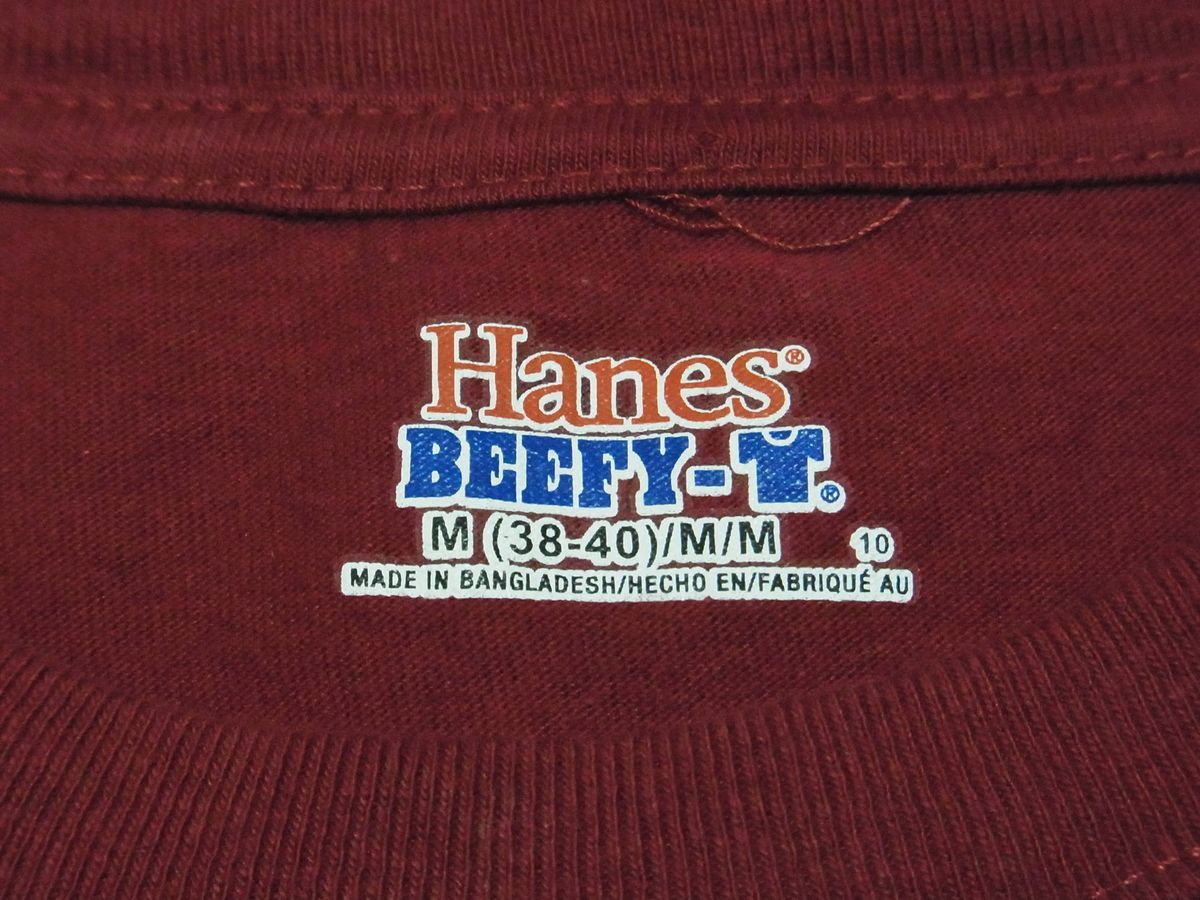 Hanes®
BEEFY-T®
M (38-40)/M/M 10
MADE IN BANGLADESH/HECHO EN/FABRIQUÉ AU